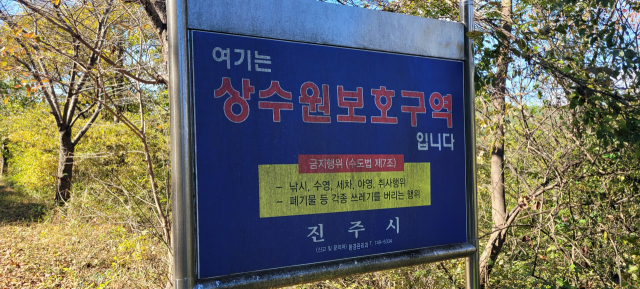 여기는
상수원보호구역
입니다
금지행위 (수도법 제7조)
- 낚시, 수영, 세차, 야영, 취사행위
- 폐기물 등 각종 쓰레기를 버리는 행위
진 주 시